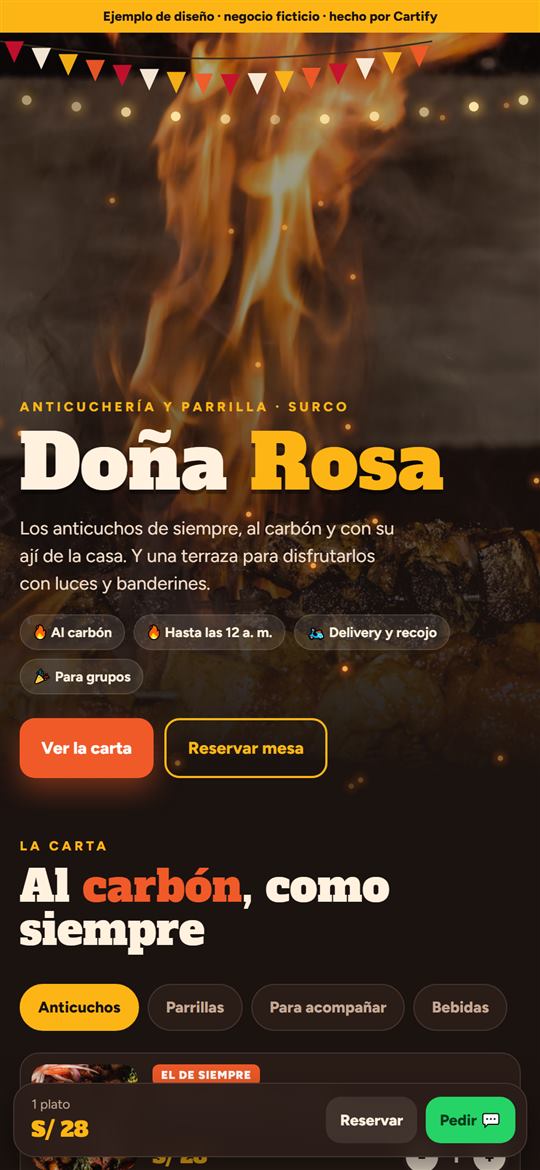 Ejemplo de diseño · negocio ficticio · hecho por Cartify
ANTICUCHERÍA Y PARRILLA · SURCO
Doña Rosa
Los anticuchos de siempre, al carbón y con su
ají de la casa. Y una terraza para disfrutarlos
con luces y banderines.
Al carbón
Hasta las 12 a. m.
Delivery y recojo
Para grupos
Ver la carta
Reservar mesa
LA CARTA
Al carbón, como
siempre
Anticuchos
Parrillas
Para acompañar
Bebidas
EL DE SIEMPRE
1 plato
S/ 28
Reservar
Pedir
S/ 28